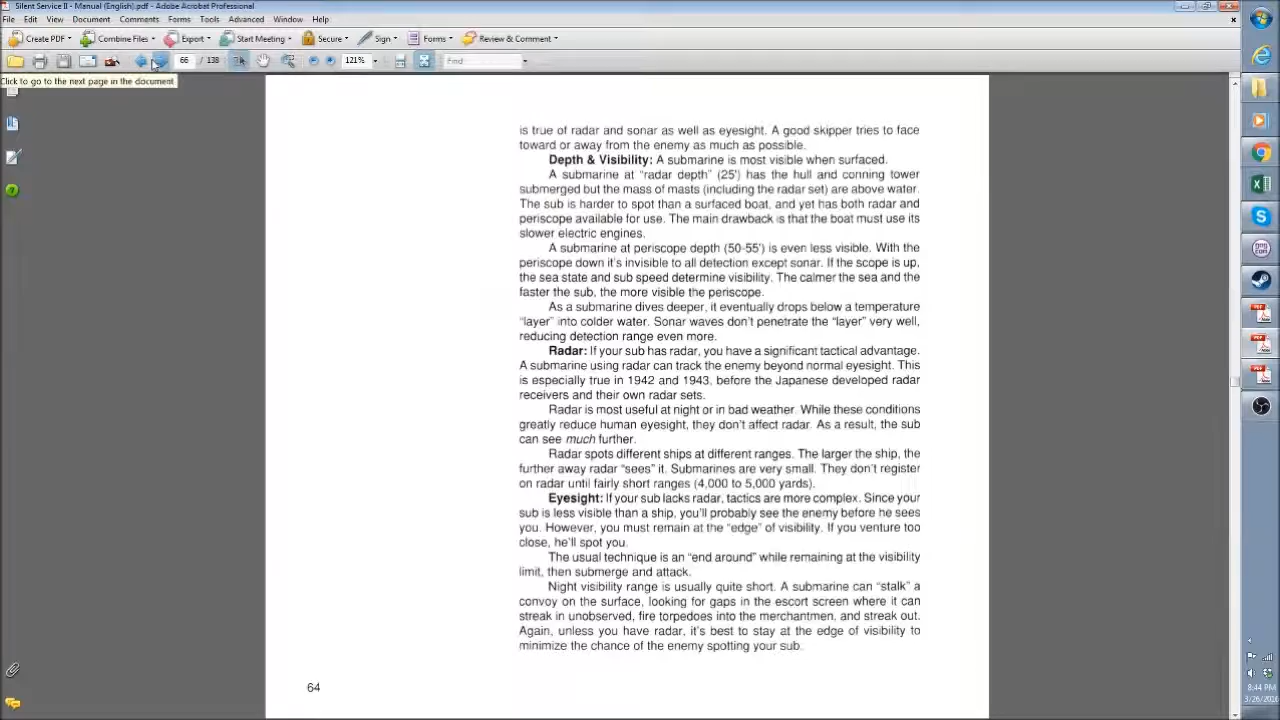 Silent Service II - Manual (English).pdf - Adobe Acrobat Professional
File Edit View Document Comments Forms Tools Advanced Window Help
Create PDF Combine Files Export Start Meeting Secure Sign Forms Review & Comment
66 / 138 121% Find
Click to go to the next page in the document
is true of radar and sonar as well as eyesight. A good skipper tries to face
toward or away from the enemy as much as possible.
Depth & Visibility: A submarine is most visible when surfaced.
A submarine at "radar depth" (25') has the hull and conning tower
submerged but the mass of masts (including the radar set) are above water.
The sub is harder to spot than a surfaced boat, and yet has both radar and
periscope available for use. The main drawback is that the boat must use its
slower electric engines.
A submarine at periscope depth (50-55') is even less visible. With the
periscope down it's invisible to all detection except sonar. If the scope is up,
the sea state and sub speed determine visibility. The calmer the sea and the
faster the sub, the more visible the periscope.
As a submarine dives deeper, it eventually drops below a temperature
"layer" into colder water. Sonar waves don't penetrate the "layer" very well,
reducing detection range even more.
Radar: If your sub has radar, you have a significant tactical advantage.
A submarine using radar can track the enemy beyond normal eyesight. This
is especially true in 1942 and 1943, before the Japanese developed radar
receivers and their own radar sets.
Radar is most useful at night or in bad weather. While these conditions
greatly reduce human eyesight, they don't affect radar. As a result, the sub
can see much further.
Radar spots different ships at different ranges. The larger the ship, the
further away radar "sees" it. Submarines are very small. They don't register
on radar until fairly short ranges (4,000 to 5,000 yards).
Eyesight: If your sub lacks radar, tactics are more complex. Since your
sub is less visible than a ship, you'll probably see the enemy before he sees
you. However, you must remain at the "edge" of visibility. If you venture too
close, he'll spot you.
The usual technique is an "end around" while remaining at the visibility
limit, then submerge and attack.
Night visibility range is usually quite short. A submarine can "stalk" a
convoy on the surface, looking for gaps in the escort screen where it can
streak in unobserved, fire torpedoes into the merchantmen, and streak out.
Again, unless you have radar, it's best to stay at the edge of visibility to
minimize the chance of the enemy spotting your sub.
64
8:44 PM